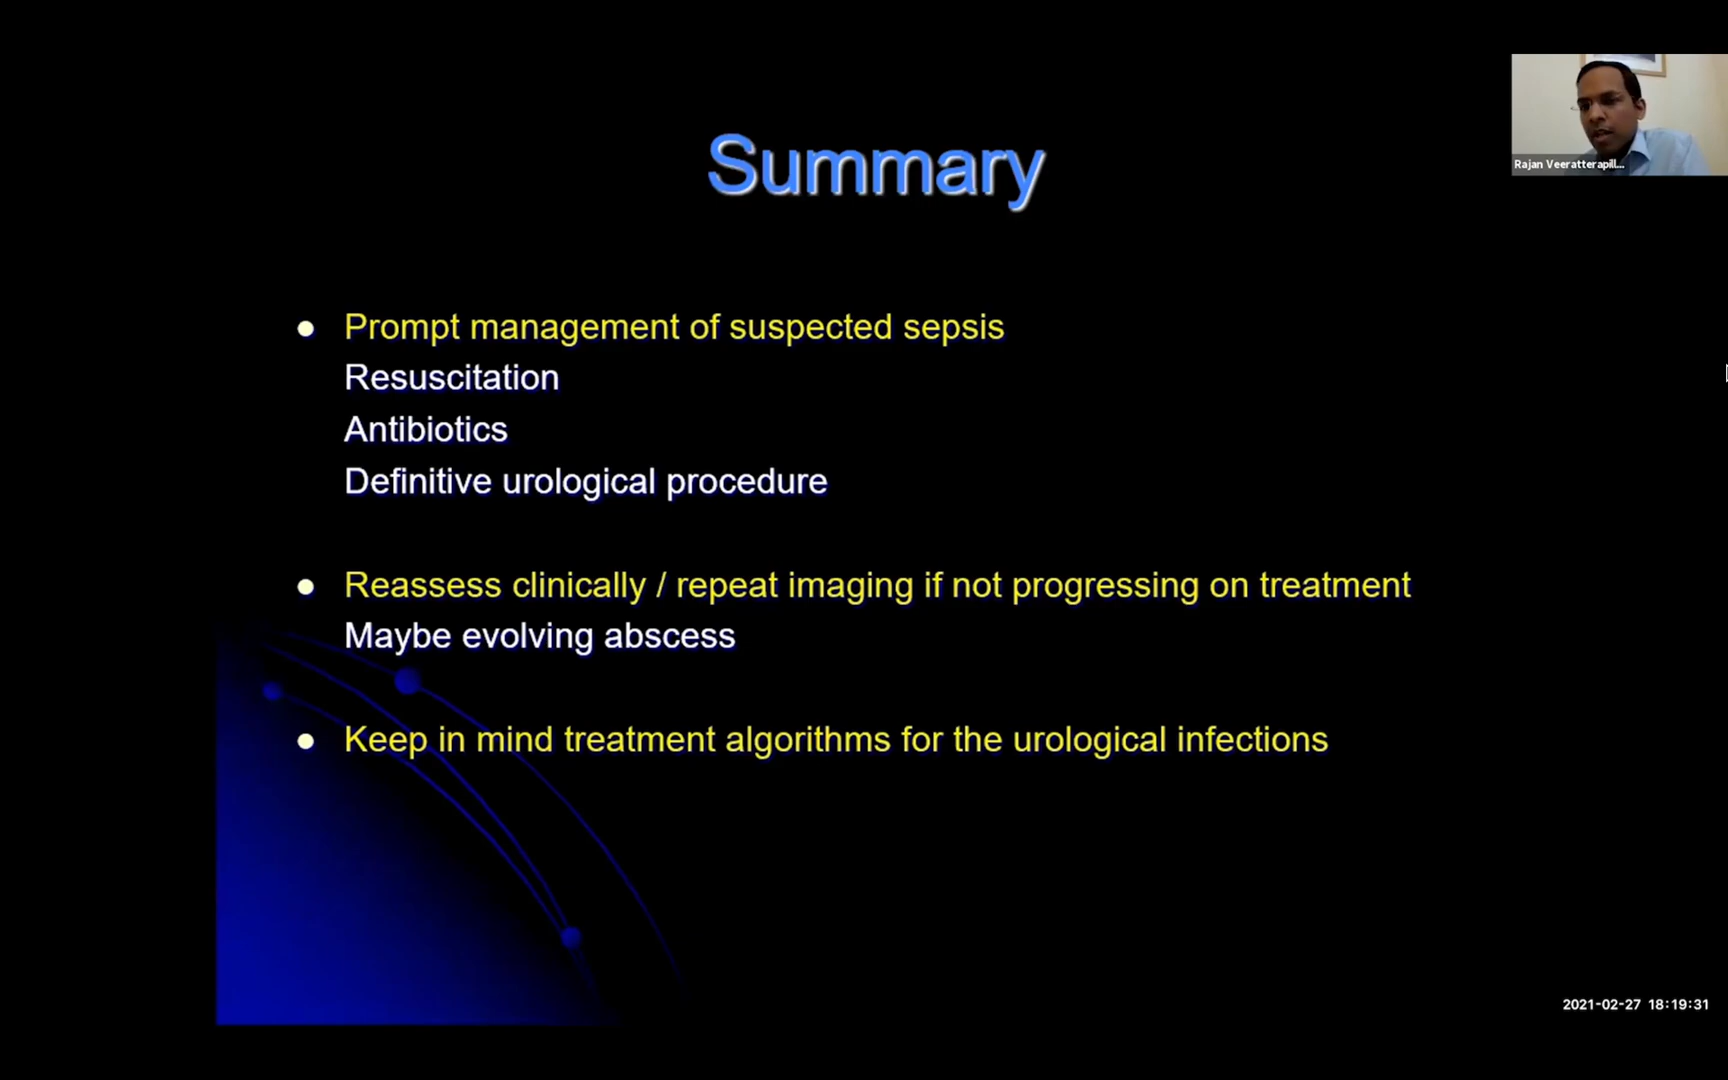 Summary
Rajan Veeratterapill...
● Prompt management of suspected sepsis
Resuscitation
Antibiotics
Definitive urological procedure
● Reassess clinically / repeat imaging if not progressing on treatment
Maybe evolving abscess
● Keep in mind treatment algorithms for the urological infections
2021-02-27 18:19:31